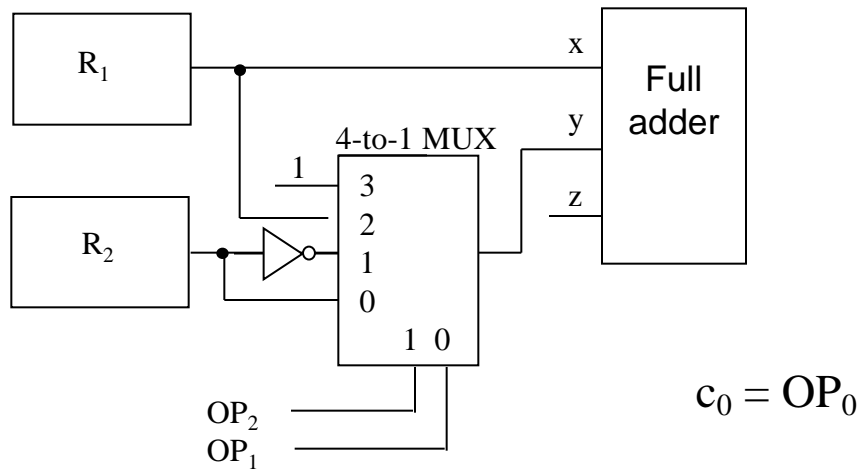 R₁
x
Full
adder
y
4-to-1 MUX
1
3
z
2
R₂
1
0
1 0
c₀ = OP₀
OP₂
OP₁